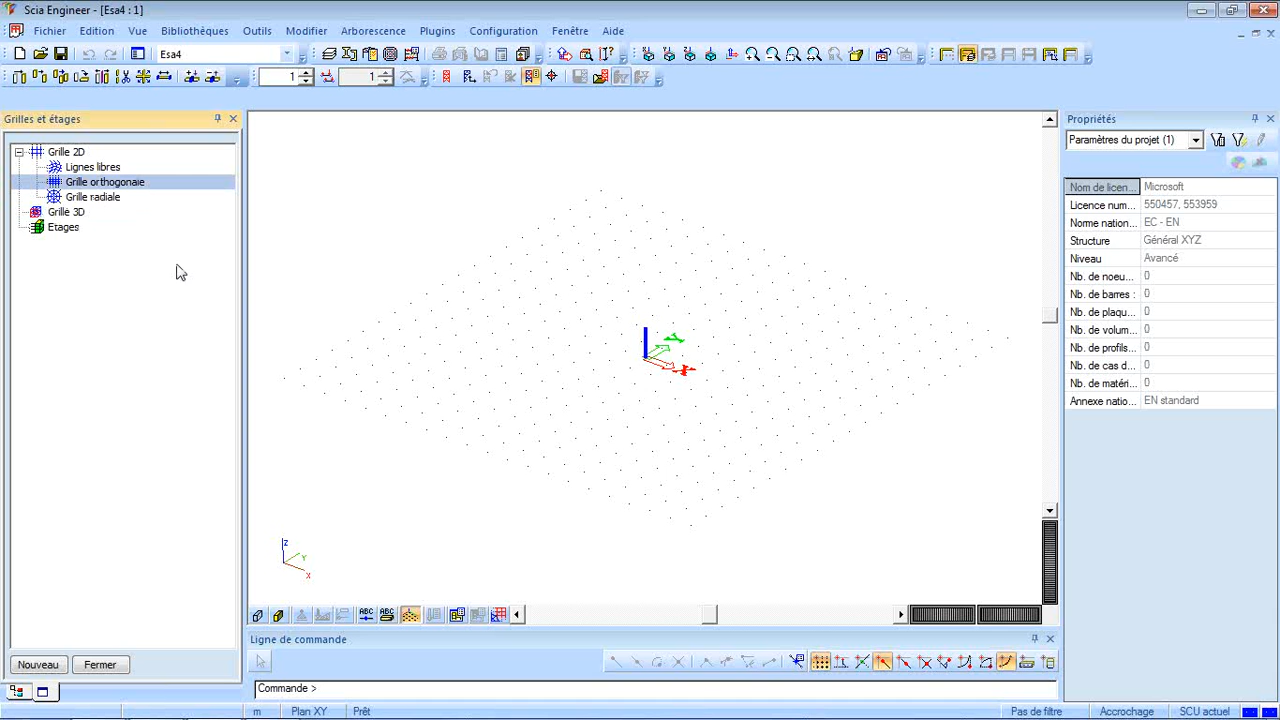 Scia Engineer - [Esa4 : 1]
Fichier Edition Vue Bibliothèques Outils Modifier Arborescence Plugins Configuration Fenêtre Aide
Esa4
1 1
Grilles et étages
Grille 2D
Lignes libres
Grille orthogonale
Grille radiale
Grille 3D
Etages
Nouveau Fermer
Y
X
Z
Y
X
ABC ABC
Ligne de commande
Commande >
Propriétés
Paramètres du projet (1)
Nom de licen... Microsoft
Licence num... 550457, 553959
Norme nation... EC - EN
Structure Général XYZ
Niveau Avancé
Nb. de noeu... 0
Nb. de barres : 0
Nb. de plaqu... 0
Nb. de volum... 0
Nb. de profils... 0
Nb. de cas d... 0
Nb. de matéri... 0
Annexe natio... EN standard
m Plan XY Prêt Pas de filtre Accrochage SCU actuel